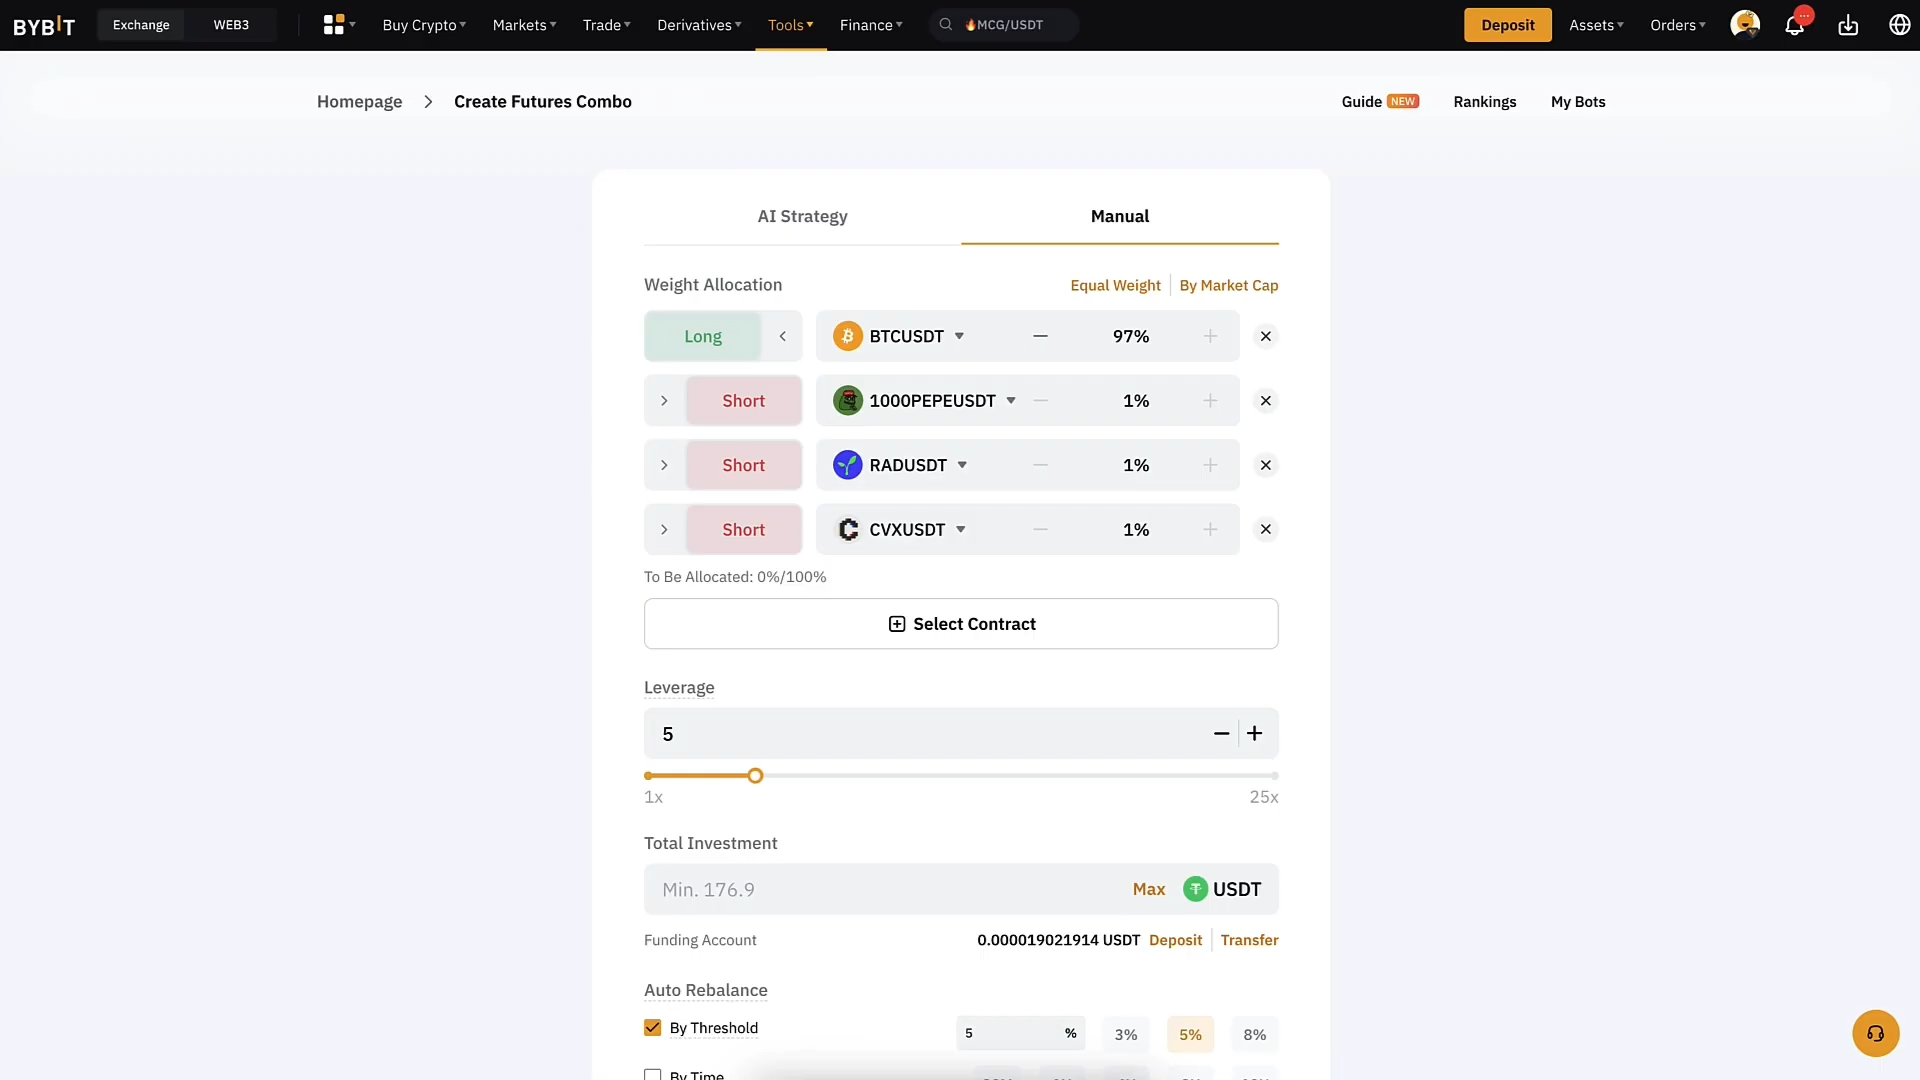 BYBIT Exchange WEB3 Buy Crypto Markets Trade Derivatives Tools Finance MCG/USDT Deposit Assets Orders
Homepage > Create Futures Combo Guide NEW Rankings My Bots
AI Strategy Manual
Weight Allocation Equal Weight By Market Cap
Long BTCUSDT 97%
Short 1000PEPEUSDT 1%
Short RADUSDT 1%
Short CVXUSDT 1%
To Be Allocated: 0%/100%
Select Contract
Leverage
5
1x 25x
Total Investment
Min. 176.9 Max USDT
Funding Account 0.000019021914 USDT Deposit Transfer
Auto Rebalance
By Threshold 5 % 3% 5% 8%
By Time